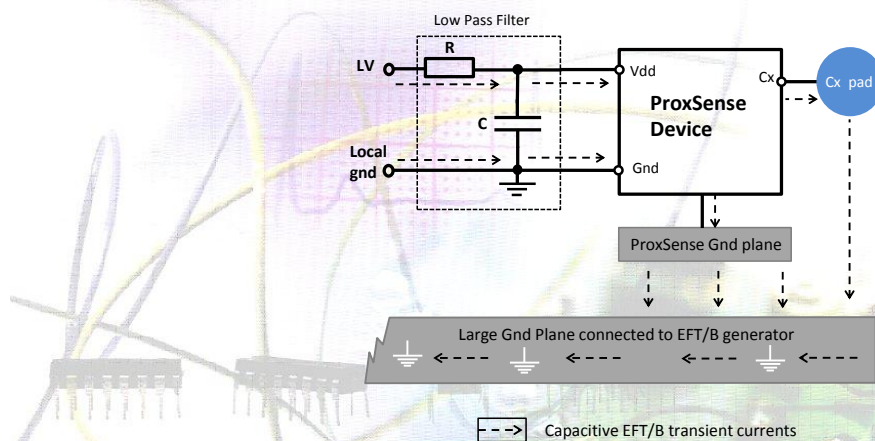 Low Pass Filter
R
LV
Vdd
Cx
Cx pad
ProxSense
Device
C
Local
gnd
Gnd
ProxSense Gnd plane
Large Gnd Plane connected to EFT/B generator
Capacitive EFT/B transient currents